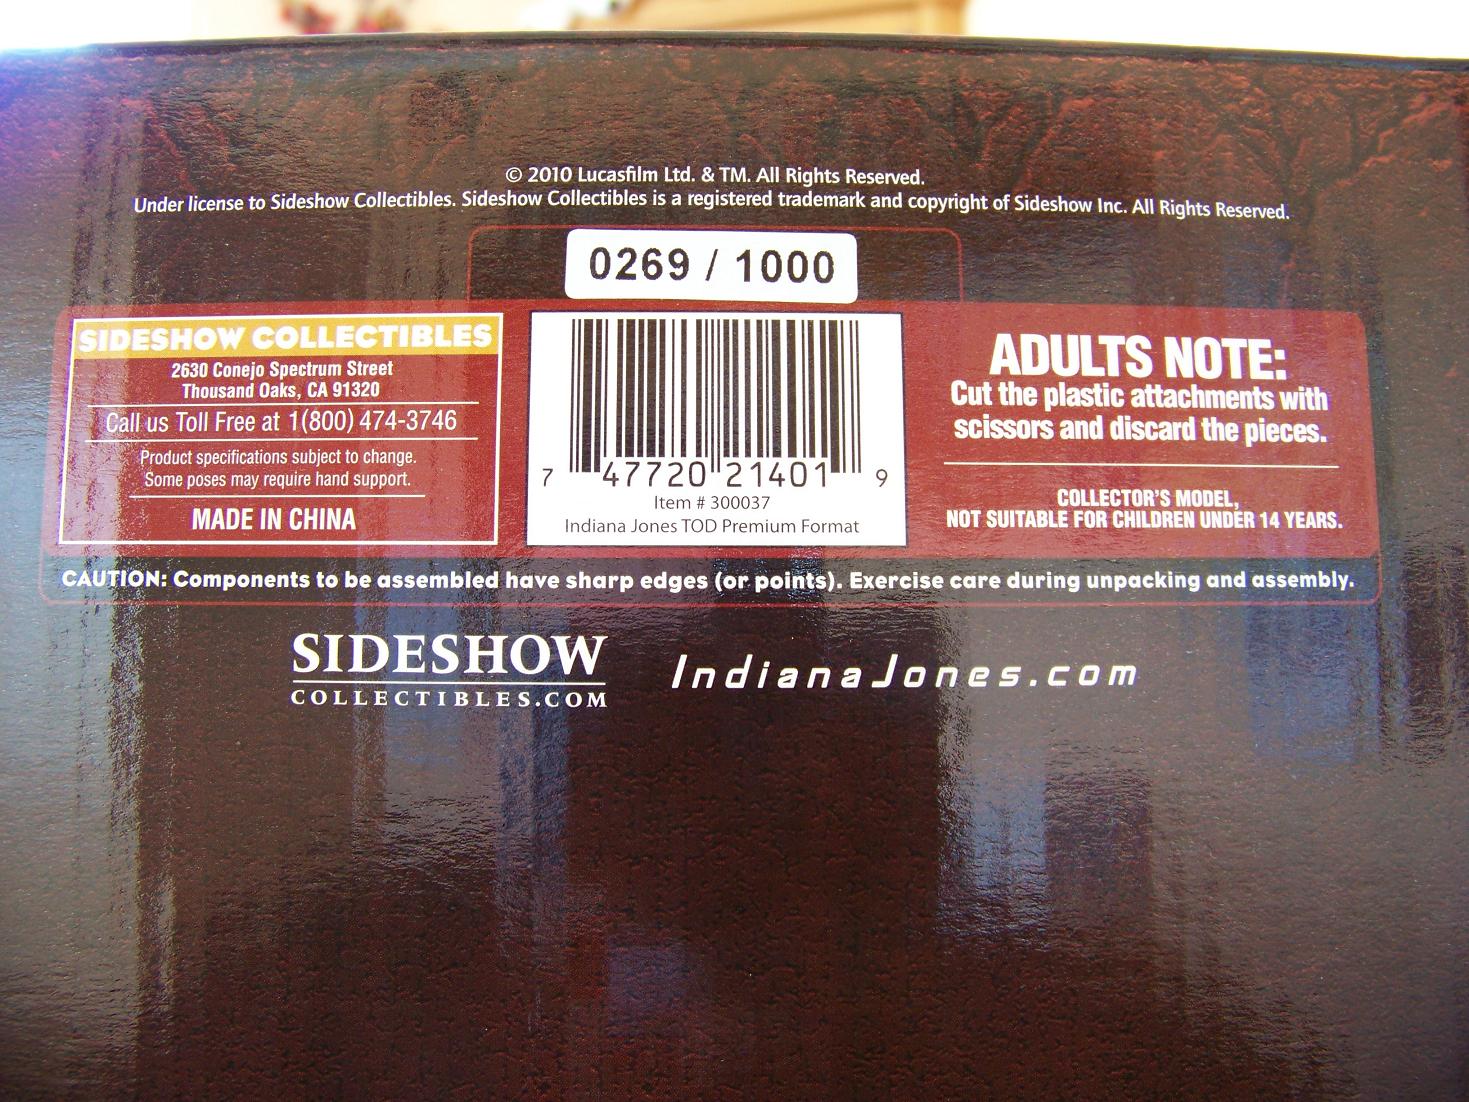 © 2010 Lucasfilm Ltd. & TM. All Rights Reserved.
Under license to Sideshow Collectibles. Sideshow Collectibles is a registered trademark and copyright of Sideshow Inc. All Rights Reserved.
0269 / 1000
SIDESHOW COLLECTIBLES
2630 Conejo Spectrum Street
Thousand Oaks, CA 91320
Call us Toll Free at 1(800) 474-3746
Product specifications subject to change.
Some poses may require hand support.
MADE IN CHINA
7 47720 21401 9
Item # 300037
Indiana Jones TOD Premium Format
ADULTS NOTE:
Cut the plastic attachments with
scissors and discard the pieces.
COLLECTOR'S MODEL,
NOT SUITABLE FOR CHILDREN UNDER 14 YEARS.
CAUTION: Components to be assembled have sharp edges (or points). Exercise care during unpacking and assembly.
SIDESHOW
COLLECTIBLES.COM
IndianaJones.com